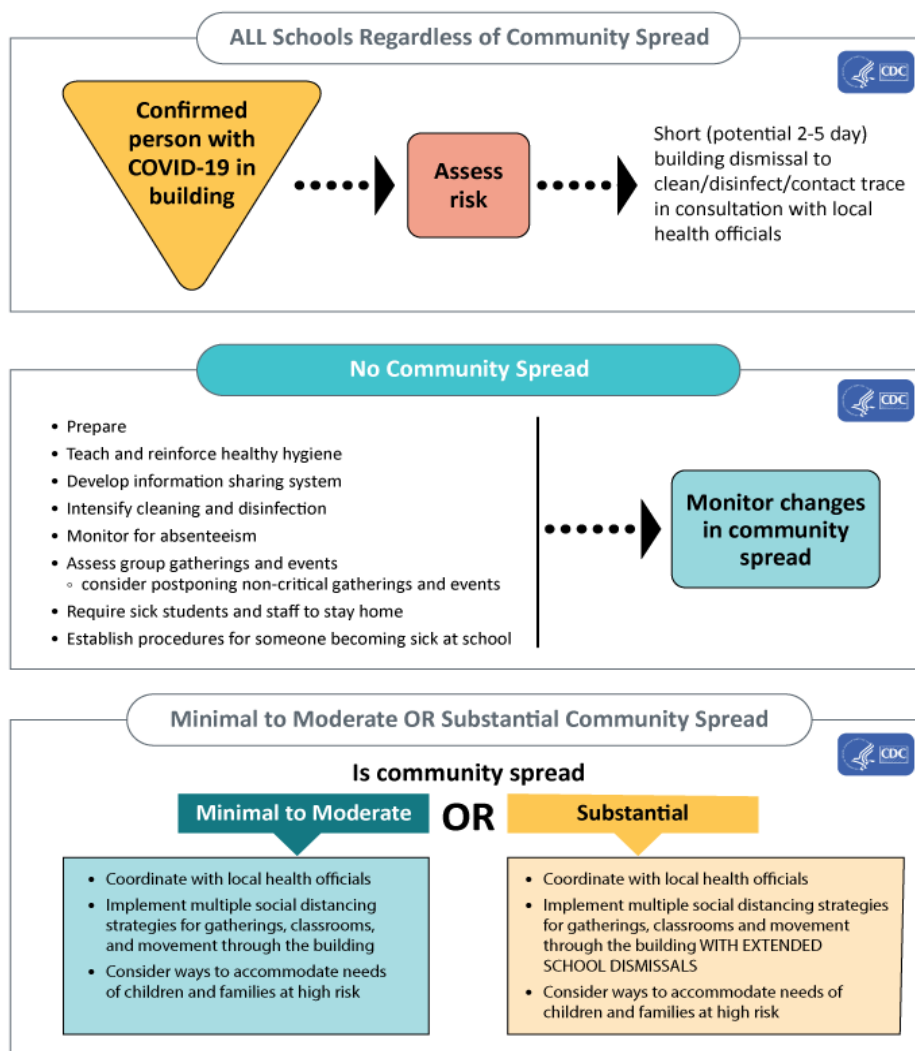 ALL Schools Regardless of Community Spread
CDC
Confirmed
person with
COVID-19 in
building
Assess
risk
Short (potential 2-5 day)
building dismissal to
clean/disinfect/contact trace
in consultation with local
health officials
No Community Spread
CDC
• Prepare
• Teach and reinforce healthy hygiene
• Develop information sharing system
• Intensify cleaning and disinfection
• Monitor for absenteeism
• Assess group gatherings and events
◦ consider postponing non-critical gatherings and events
• Require sick students and staff to stay home
• Establish procedures for someone becoming sick at school
Monitor changes
in community
spread
Minimal to Moderate OR Substantial Community Spread
CDC
Is community spread
Minimal to Moderate
OR
Substantial
• Coordinate with local health officials
• Implement multiple social distancing
strategies for gatherings, classrooms,
and movement through the building
• Consider ways to accommodate needs
of children and families at high risk
• Coordinate with local health officials
• Implement multiple social distancing strategies
for gatherings, classrooms and movement
through the building WITH EXTENDED
SCHOOL DISMISSALS
• Consider ways to accommodate needs of
children and families at high risk